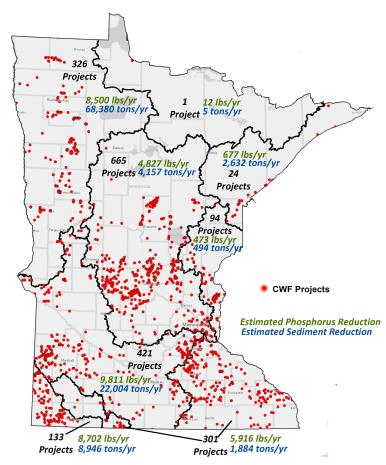 326
Projects
8,500 lbs/yr
68,380 tons/yr
1
Project
12 lbs/yr
5 tons/yr
665
Projects
4,827 lbs/yr
4,157 tons/yr
677 lbs/yr
2,632 tons/yr
24
Projects
94
Projects
473 lbs/yr
494 tons/yr
CWF Projects
Estimated Phosphorus Reduction
Estimated Sediment Reduction
421
Projects
9,811 lbs/yr
22,004 tons/yr
133
Projects
8,702 lbs/yr
8,946 tons/yr
301
Projects
5,916 lbs/yr
1,884 tons/yr